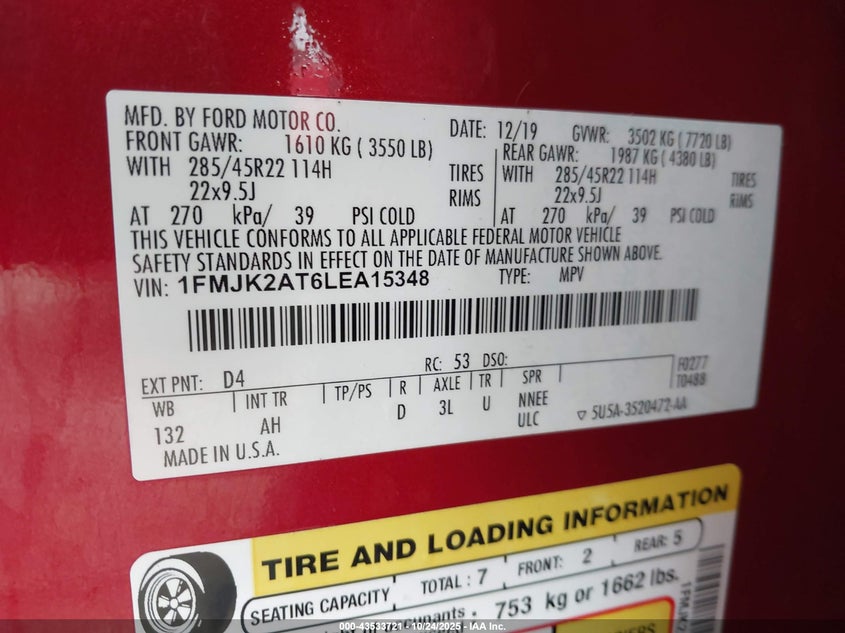 MFD. BY FORD MOTOR CO. DATE: 12/19 GVWR: 3502 KG ( 7720 LB)
FRONT GAWR: 1610 KG ( 3550 LB) REAR GAWR: 1987 KG ( 4380 LB)
WITH 285/45R22 114H TIRES WITH 285/45R22 114H TIRES
22x9.5J RIMS 22x9.5J RIMS
AT 270 kPa/ 39 PSI COLD AT 270 kPa/ 39 PSI COLD
THIS VEHICLE CONFORMS TO ALL APPLICABLE FEDERAL MOTOR VEHICLE
SAFETY STANDARDS IN EFFECT ON THE DATE OF MANUFACTURE SHOWN ABOVE.
VIN: 1FMJK2AT6LEA15348 TYPE: MPV
EXT PNT: D4 RC: 53 DSO: F0277
T0488
WB INT TR TP/PS R AXLE TR SPR
132 AH D 3L U NNEE
ULC ▽ 5U5A-3520472-AA
MADE IN U.S.A.
TIRE AND LOADING INFORMATION
SEATING CAPACITY TOTAL : 7 FRONT: 2 REAR: 5
753 kg or 1662 lbs.
000-43533721 - 10/24/2025 - IAA Inc.